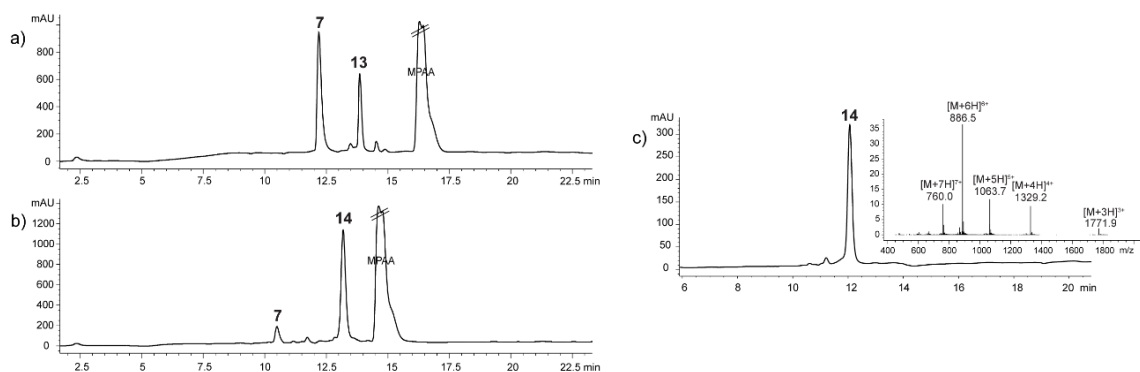 a)
mAU
7
13
MPAA
800
600
400
200
0
2.5 5 7.5 10 12.5 15 17.5 20 22.5 min
b)
mAU
14
7
MPAA
1200
1000
800
600
400
200
0
2.5 5 7.5 10 12.5 15 17.5 20 22.5 min
c)
mAU
14
300
250
200
150
100
50
0
6 8 10 12 14 16 18 20 min
35
30
25
20
15
10
5
0
[M+6H]⁶⁺
886.5
[M+7H]⁷⁺
760.0
[M+5H]⁵⁺
1063.7
[M+4H]⁴⁺
1329.2
[M+3H]³⁺
1771.9
400 600 800 1000 1200 1400 1600 1800 m/z